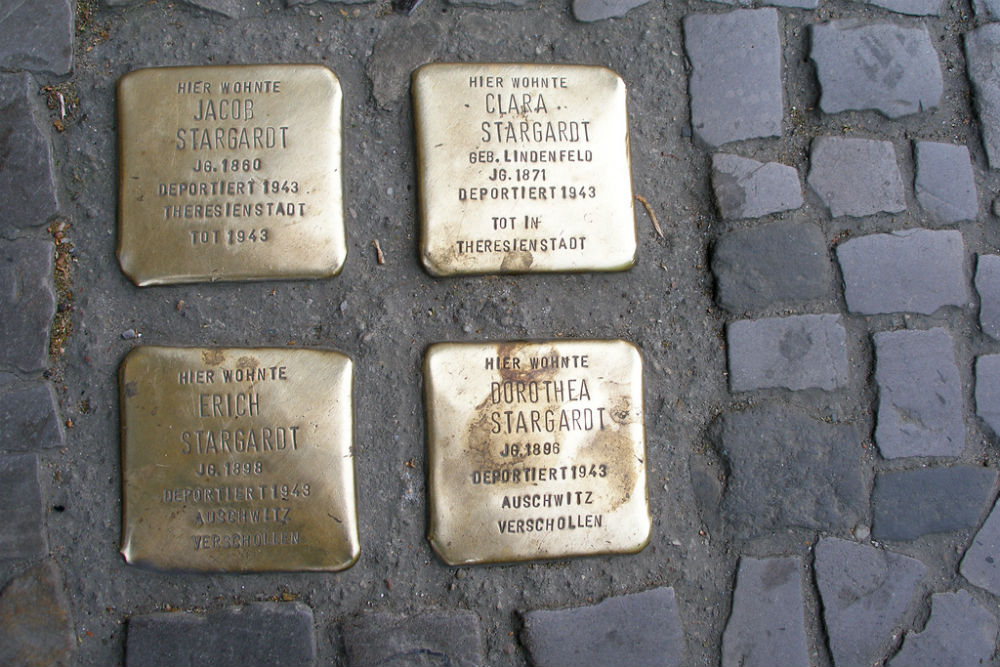 HIER WOHNTE
JACOB
STARGARDT
JG. 1860
DEPORTIERT 1943
THERESIENSTADT
TOT 1943
HIER WOHNTE
CLARA
STARGARDT
GEB. LINDENFELD
JG. 1871
DEPORTIERT 1943
TOT IN
THERESIENSTADT
HIER WOHNTE
ERICH
STARGARDT
JG. 1898
DEPORTIERT 1943
AUSCHWITZ
VERSCHOLLEN
HIER WOHNTE
DOROTHEA
STARGARDT
JG. 1896
DEPORTIERT 1943
AUSCHWITZ
VERSCHOLLEN